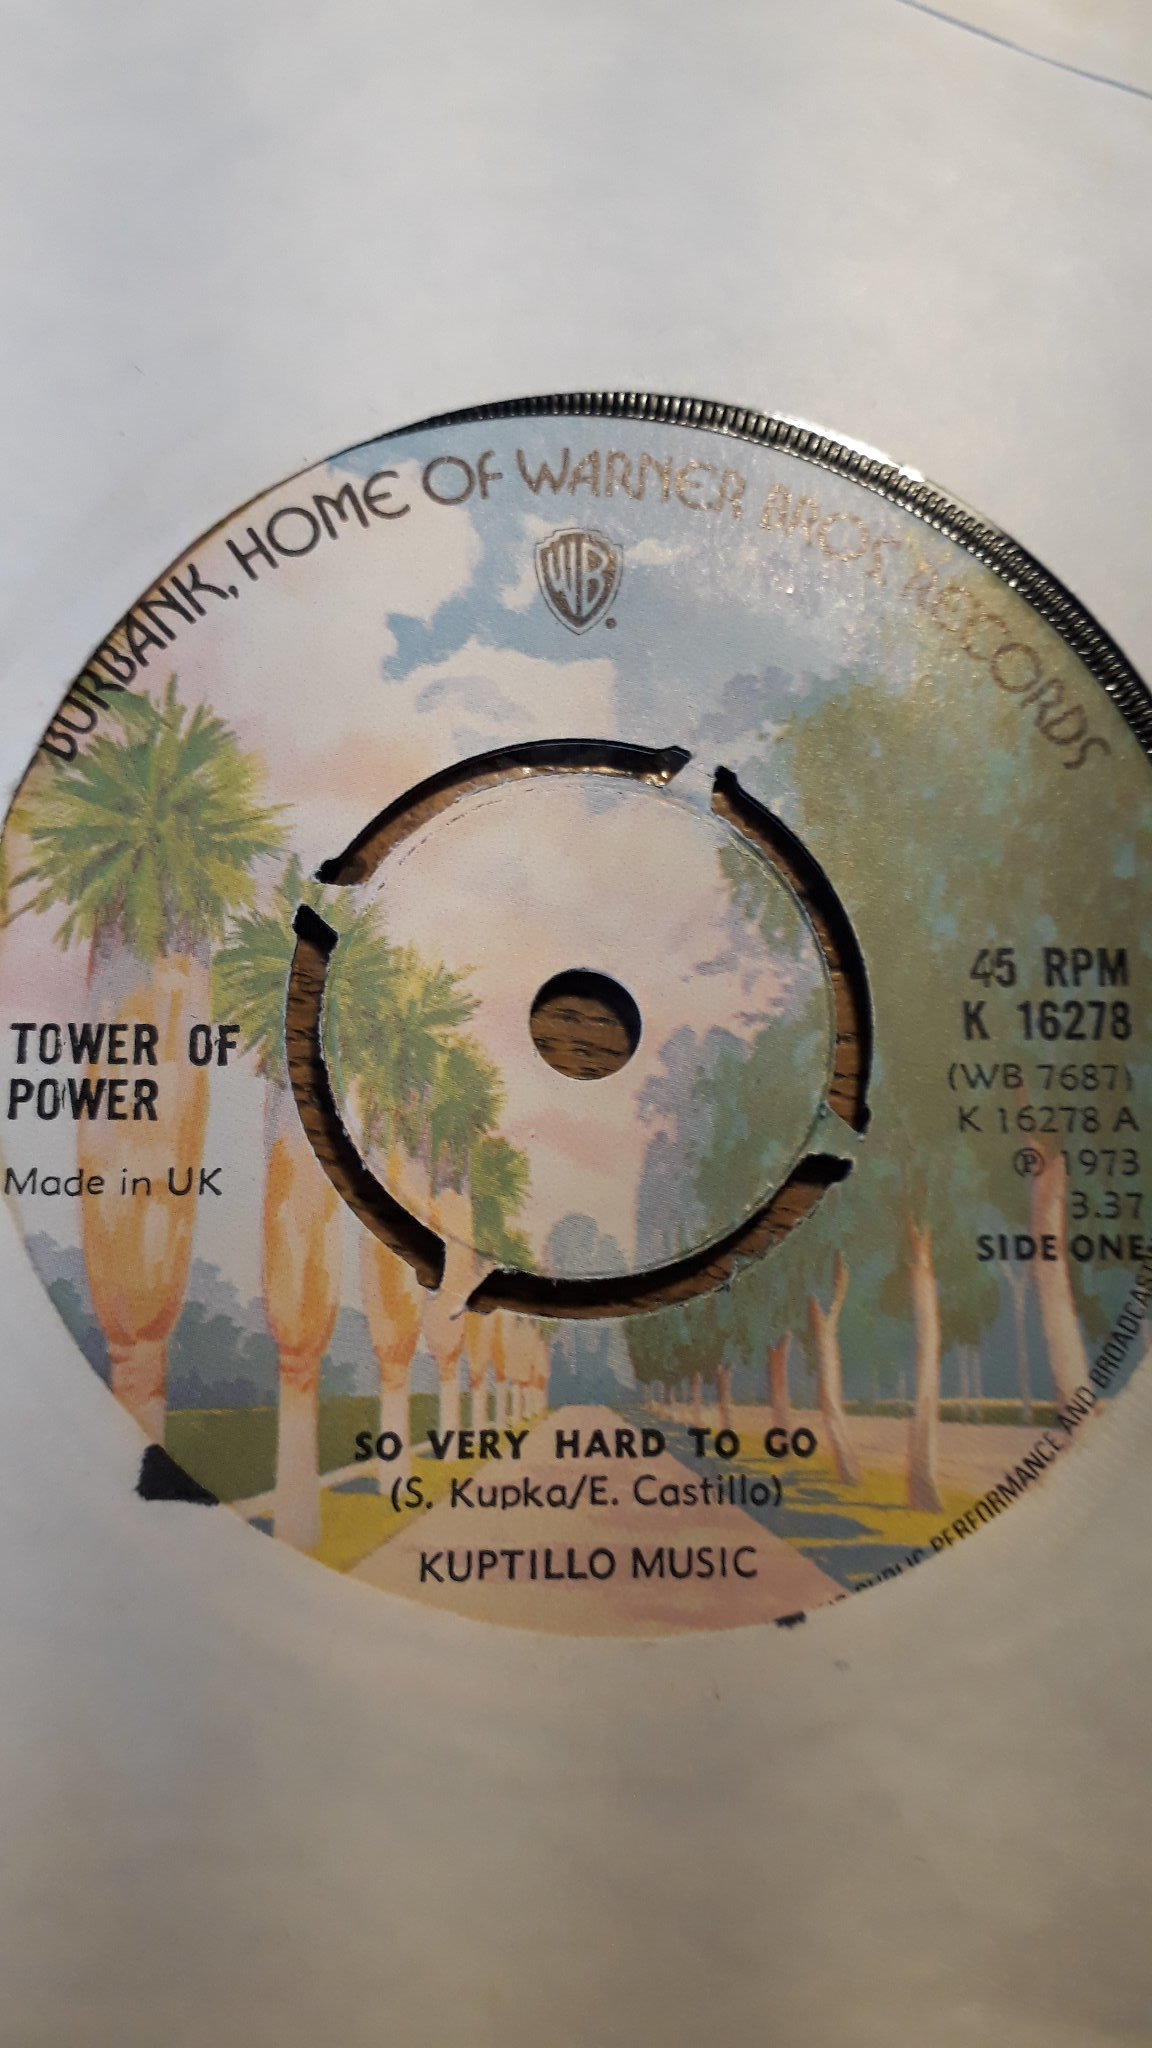 BURBANK, HOME OF WARNER BROS. RECORDS
WB
TOWER OF
POWER
Made in UK
45 RPM
K 16278
(WB 7687)
K 16278 A
℗ 1973
3.37
SIDE ONE
SO VERY HARD TO GO
(S. Kupka/E. Castillo)
KUPTILLO MUSIC
PUBLIC PERFORMANCE AND